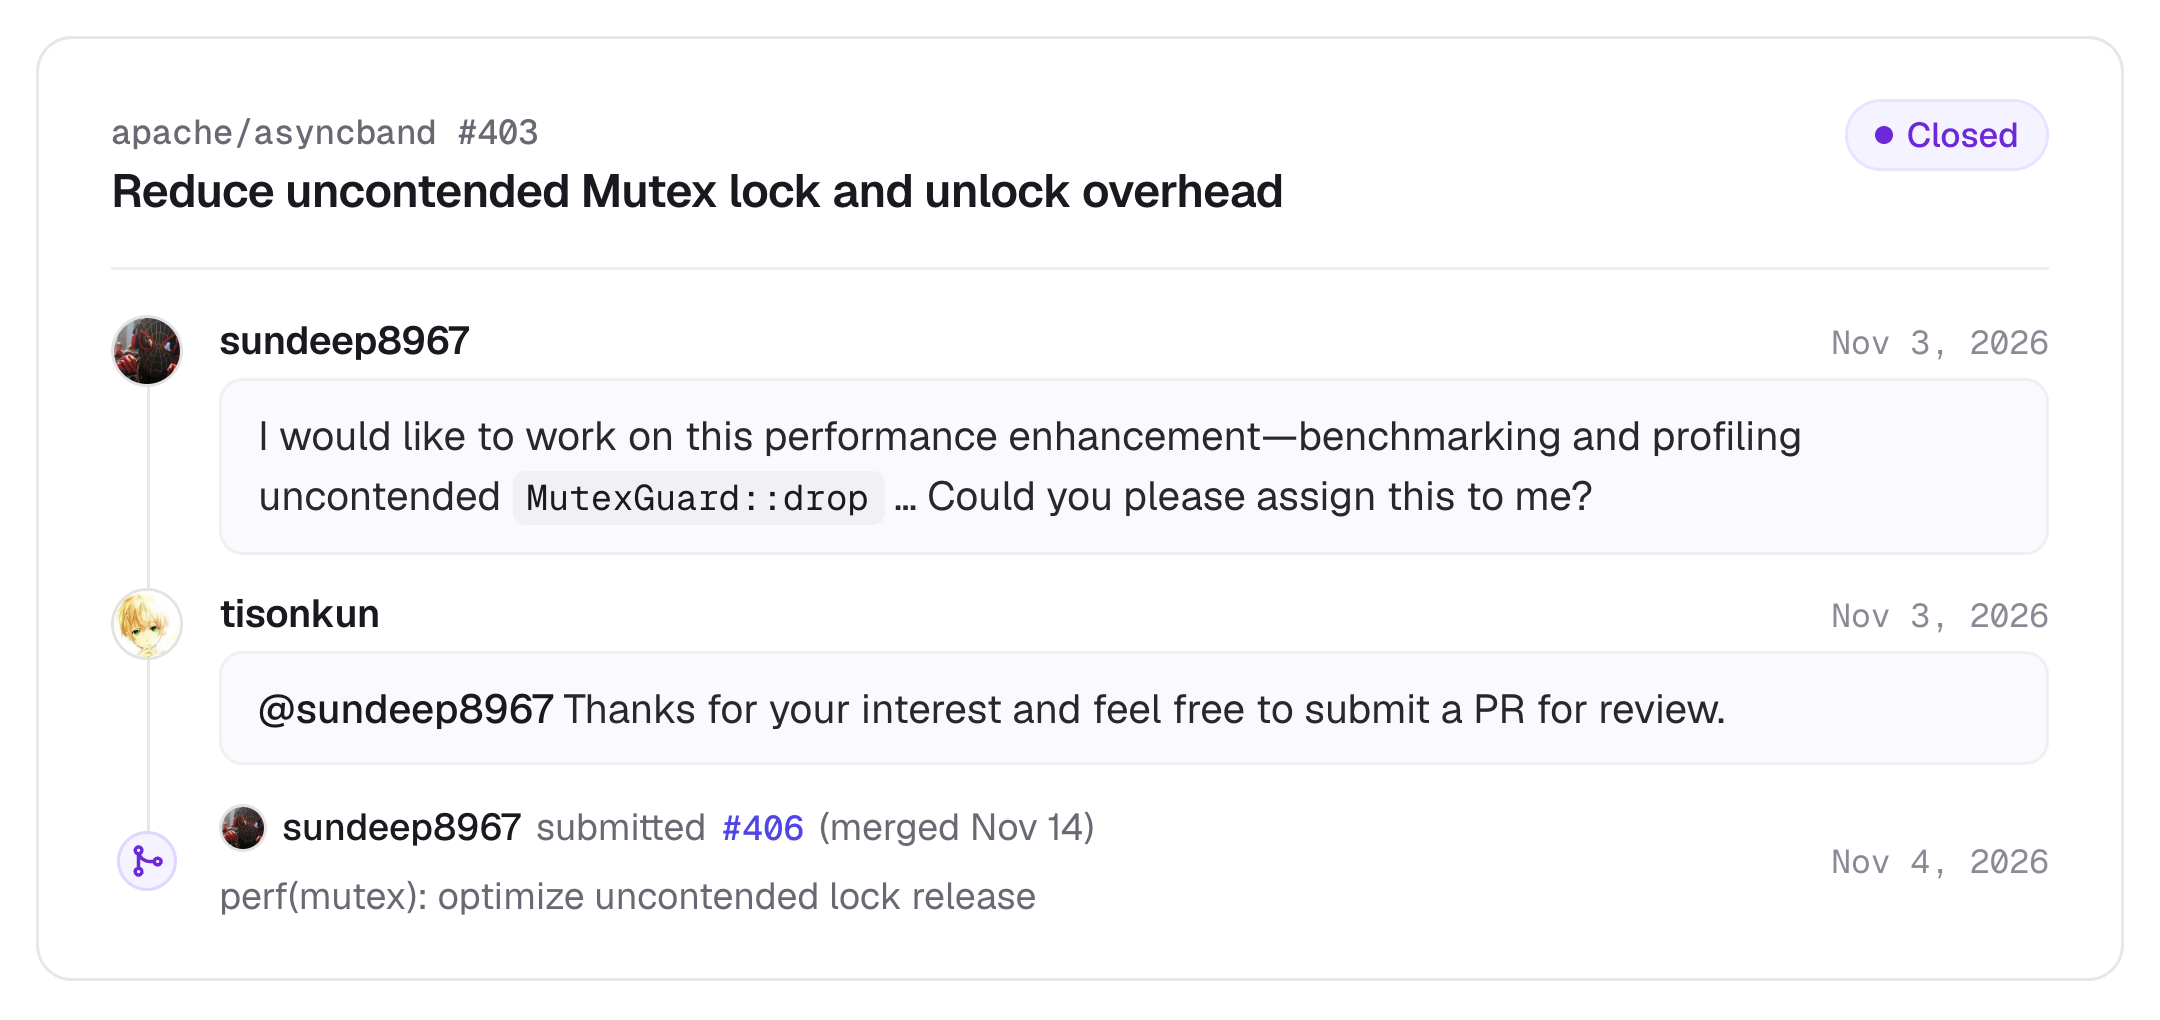 apache/asyncband #403
Closed
Reduce uncontended Mutex lock and unlock overhead
sundeep8967
Nov 3, 2026
I would like to work on this performance enhancement—benchmarking and profiling
uncontended MutexGuard::drop … Could you please assign this to me?
tisonkun
Nov 3, 2026
@sundeep8967 Thanks for your interest and feel free to submit a PR for review.
sundeep8967 submitted #406 (merged Nov 14)
Nov 4, 2026
perf(mutex): optimize uncontended lock release